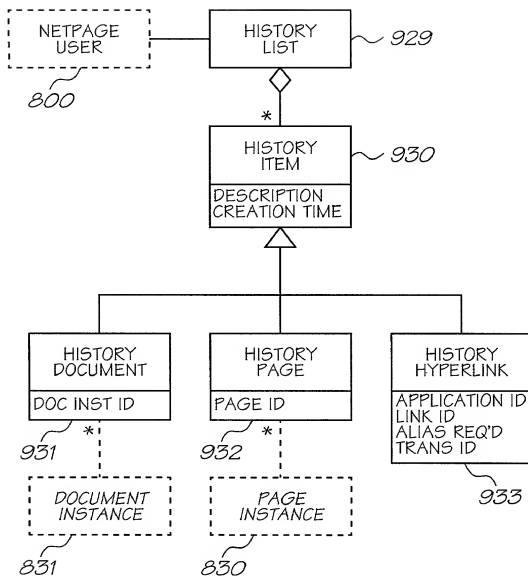 NETPAGE
USER
800
HISTORY
LIST
929
*
HISTORY
ITEM
930
DESCRIPTION
CREATION TIME
HISTORY
DOCUMENT
DOC INST ID
931
*
HISTORY
PAGE
PAGE ID
932
*
HISTORY
HYPERLINK
APPLICATION ID
LINK ID
ALIAS REQ'D
TRANS ID
933
DOCUMENT
INSTANCE
831
PAGE
INSTANCE
830